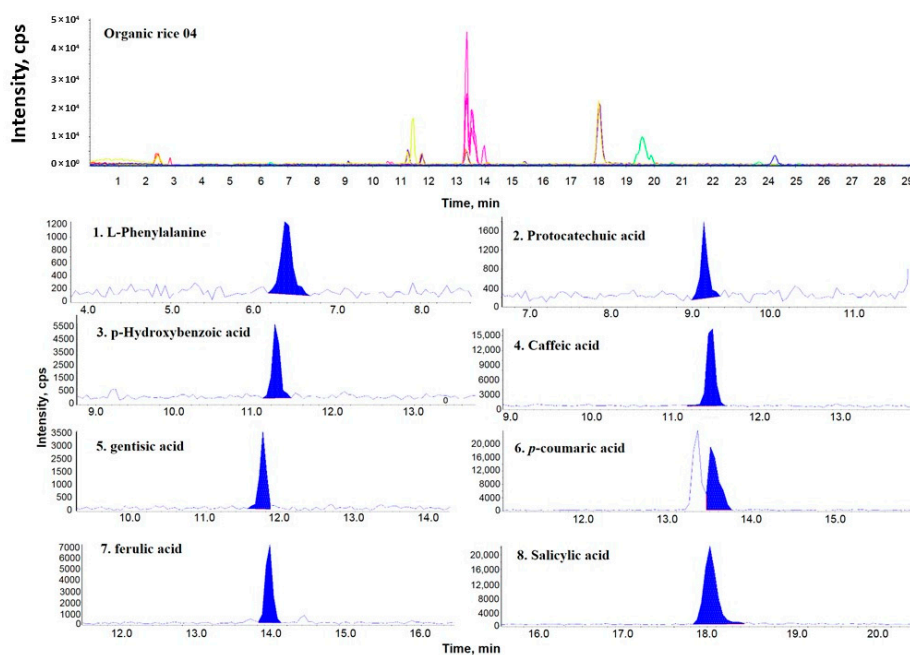 Organic rice 04
Intensity, cps
5×10⁴
4×10⁴
3×10⁴
2×10⁴
1×10⁴
0×10⁰
1 2 3 4 5 6 7 8 9 10 11 12 13 14 15 16 17 18 19 20 21 22 23 24 25 26 27 28 29
Time, min
1. L-Phenylalanine
1200
1000
800
600
400
200
0
4.0 5.0 6.0 7.0 8.0
2. Protocatechuic acid
1600
1200
800
400
0
7.0 8.0 9.0 10.0 11.0
3. p-Hydroxybenzoic acid
5500
4500
3500
2500
1500
500
0
9.0 10.0 11.0 12.0 13.0
0
4. Caffeic acid
15,000
12,000
9000
6000
3000
0
9.0 10.0 11.0 12.0 13.0
Intensity, cps
5. gentisic acid
3500
3000
2500
2000
1500
1000
500
0
10.0 11.0 12.0 13.0 14.0
6. p-coumaric acid
20,000
16,000
12,000
8000
4000
0
12.0 13.0 14.0 15.0
7. ferulic acid
7000
6000
5000
4000
3000
2000
1000
0
12.0 13.0 14.0 15.0 16.0
Time, min
8. Salicylic acid
20,000
16,000
12,000
8000
4000
0
16.0 17.0 18.0 19.0 20.0
Time, min